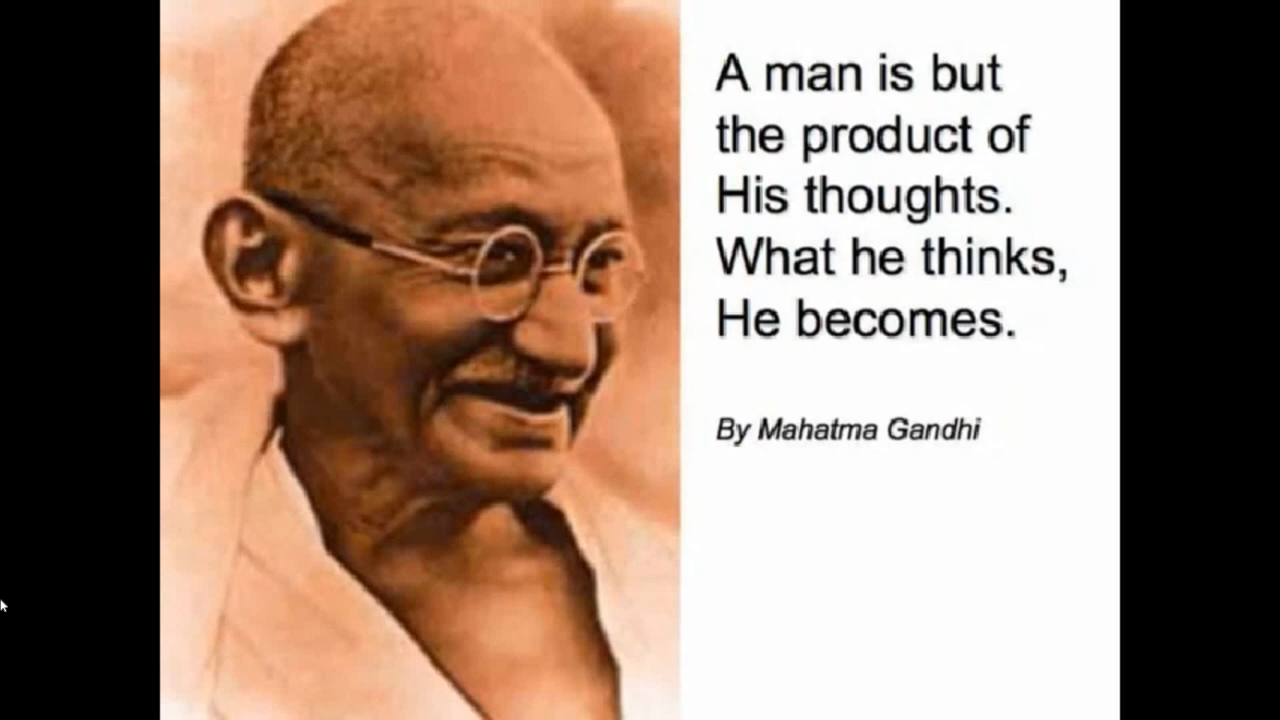 A man is but
the product of
His thoughts.
What he thinks,
He becomes.
By Mahatma Gandhi